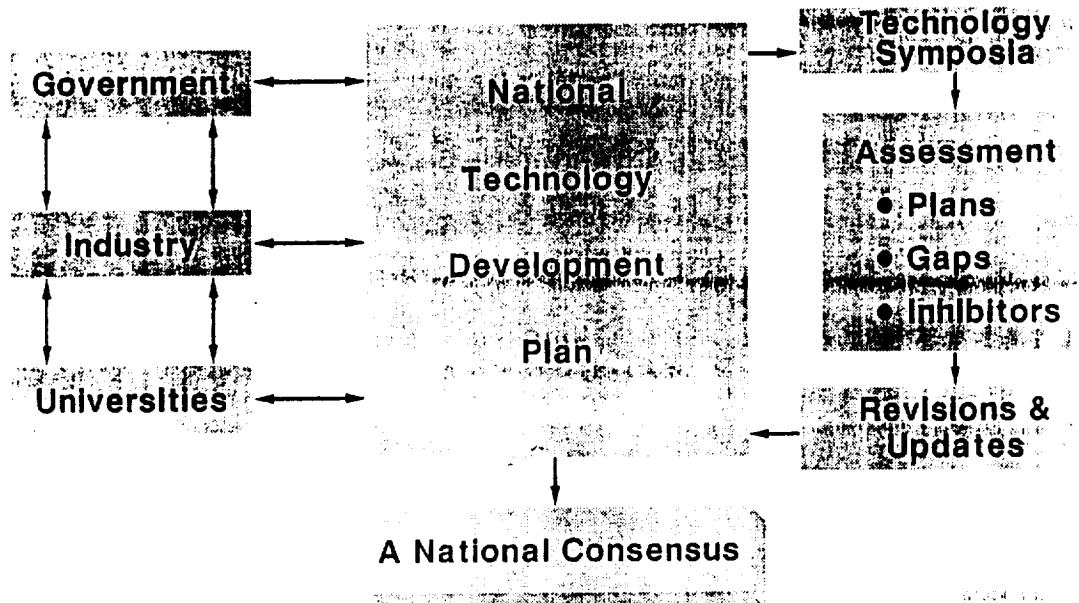 Government
Industry
Universities
National
Technology
Development
Plan
Technology
Symposia
Assessment
● Plans
● Gaps
● Inhibitors
Revisions &
Updates
A National Consensus